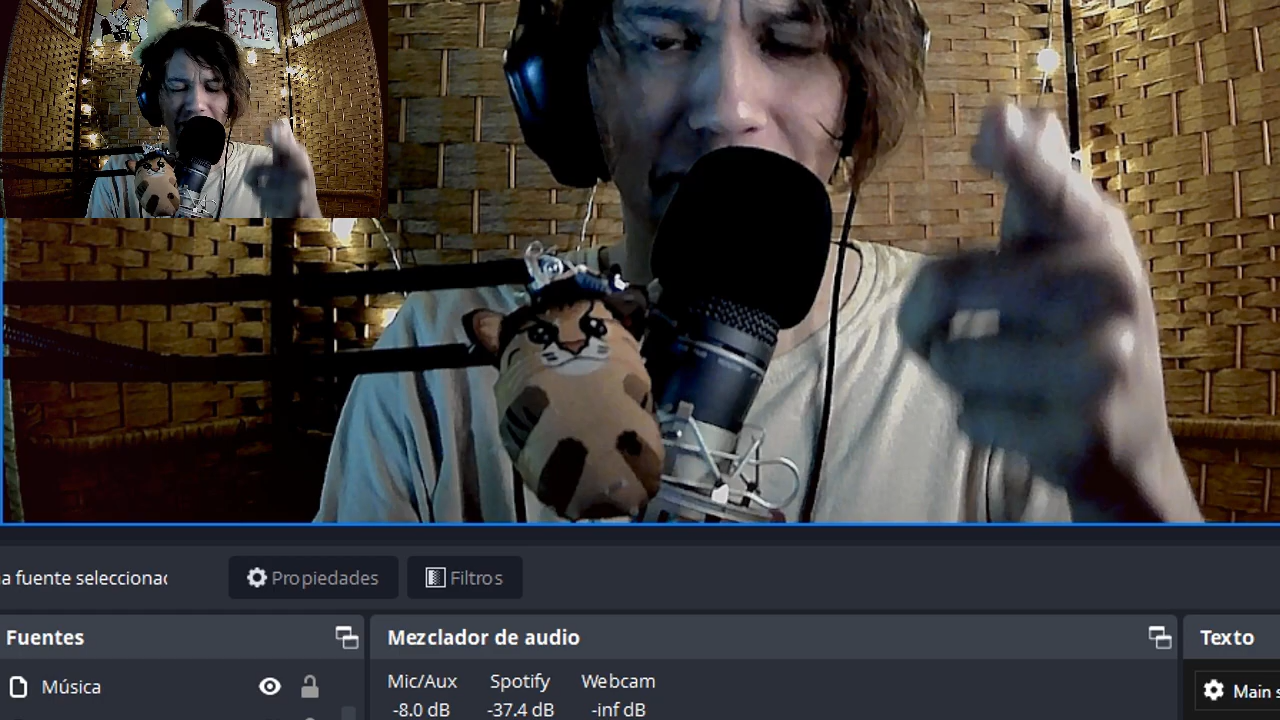 a fuente seleccionad
Propiedades
Filtros
Fuentes
Mezclador de audio
Texto
Música
Mic/Aux
Spotify
Webcam
Main s
-8.0 dB
-37.4 dB
-inf dB